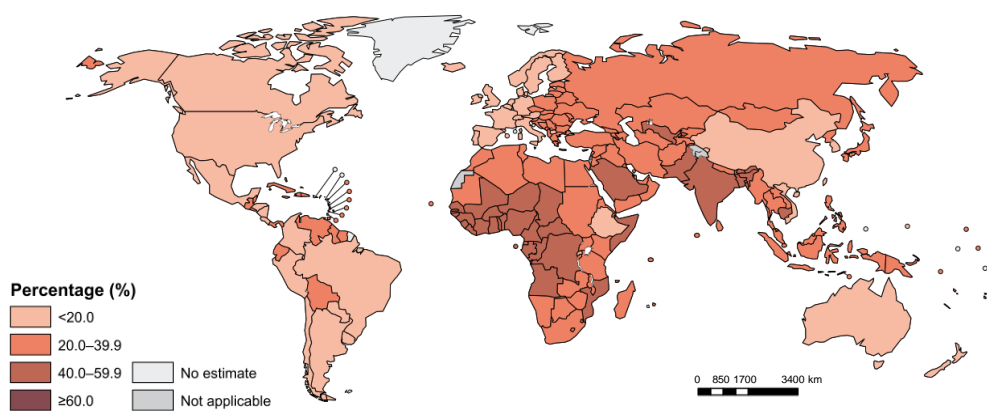 Percentage (%)
<20.0
20.0–39.9
40.0–59.9
≥60.0
No estimate
Not applicable
0 850 1700 3400 km